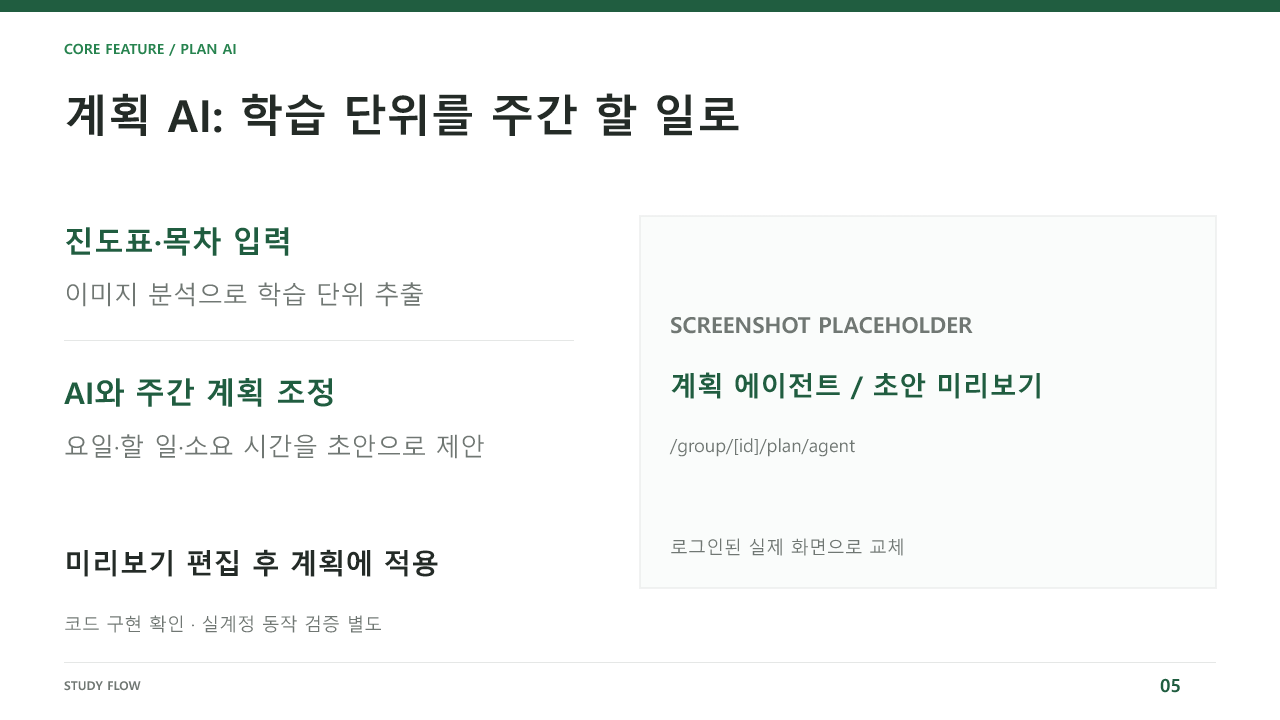 CORE FEATURE / PLAN AI
계획 AI: 학습 단위를 주간 할 일로
진도표·목차 입력
이미지 분석으로 학습 단위 추출
AI와 주간 계획 조정
요일·할 일·소요 시간을 초안으로 제안
미리보기 편집 후 계획에 적용
코드 구현 확인 · 실계정 동작 검증 별도
SCREENSHOT PLACEHOLDER
계획 에이전트 / 초안 미리보기
/group/[id]/plan/agent
로그인된 실제 화면으로 교체
STUDY FLOW
05